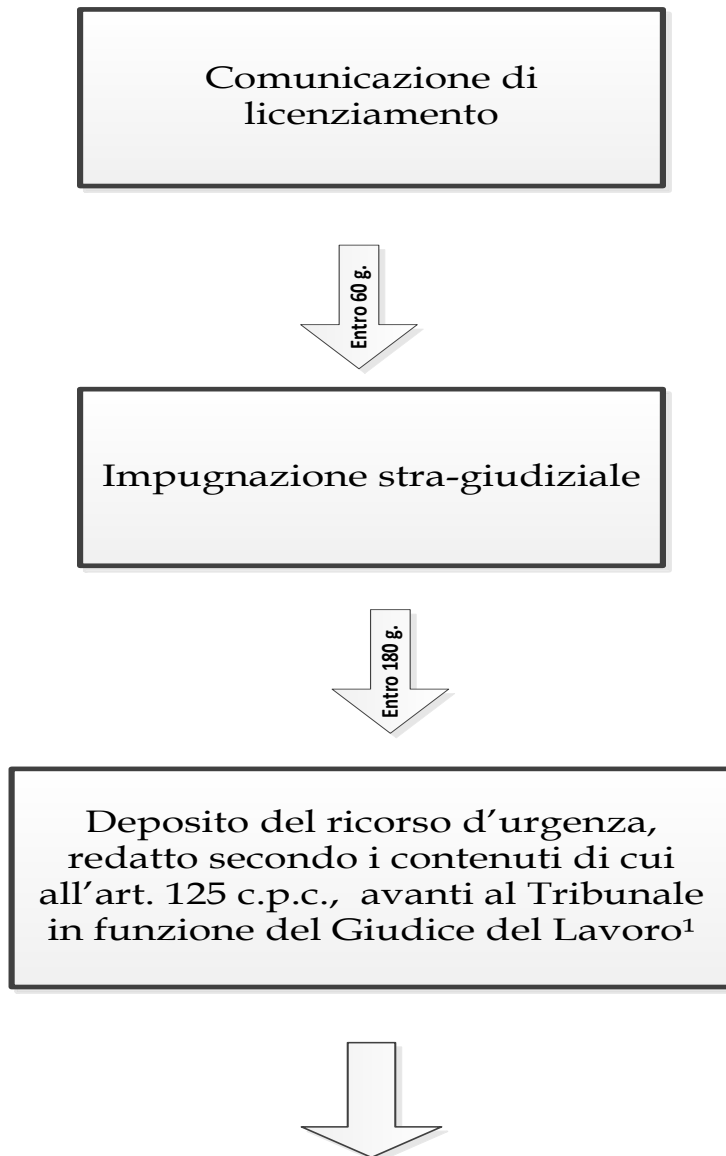 Comunicazione di
licenziamento
Entro 60 g.
Impugnazione stra-giudiziale
Entro 180 g.
Deposito del ricorso d’urgenza,
redatto secondo i contenuti di cui
all’art. 125 c.p.c.,  avanti al Tribunale
in funzione del Giudice del Lavoro¹